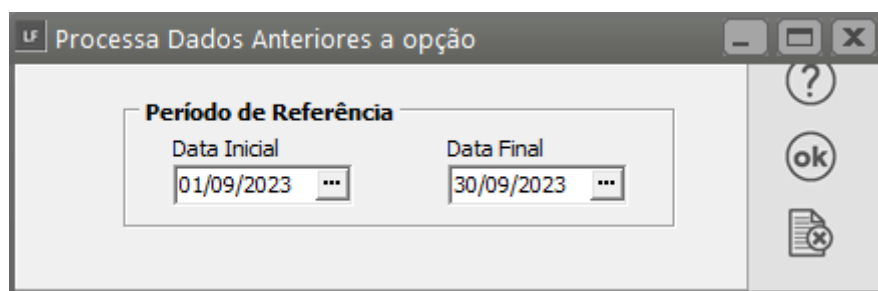 LF Processa Dados Anteriores a opção
Período de Referência
Data Inicial Data Final
01/09/2023 ... 30/09/2023 ...
?
ok